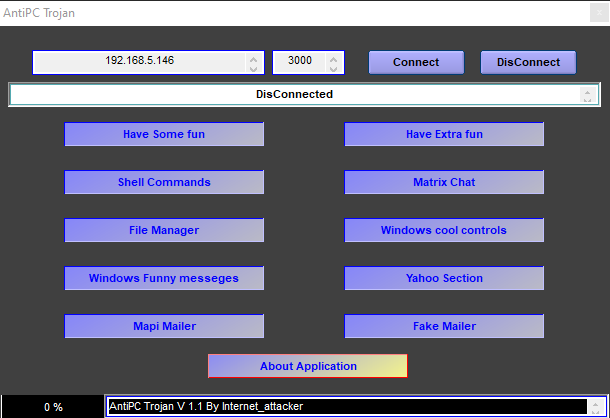 AntiPC Trojan
192.168.5.146 3000 Connect DisConnect
DisConnected
Have Some fun Have Extra fun
Shell Commands Matrix Chat
File Manager Windows cool controls
Windows Funny messeges Yahoo Section
Mapi Mailer Fake Mailer
About Application
0 % AntiPC Trojan V 1.1 By Internet_attacker